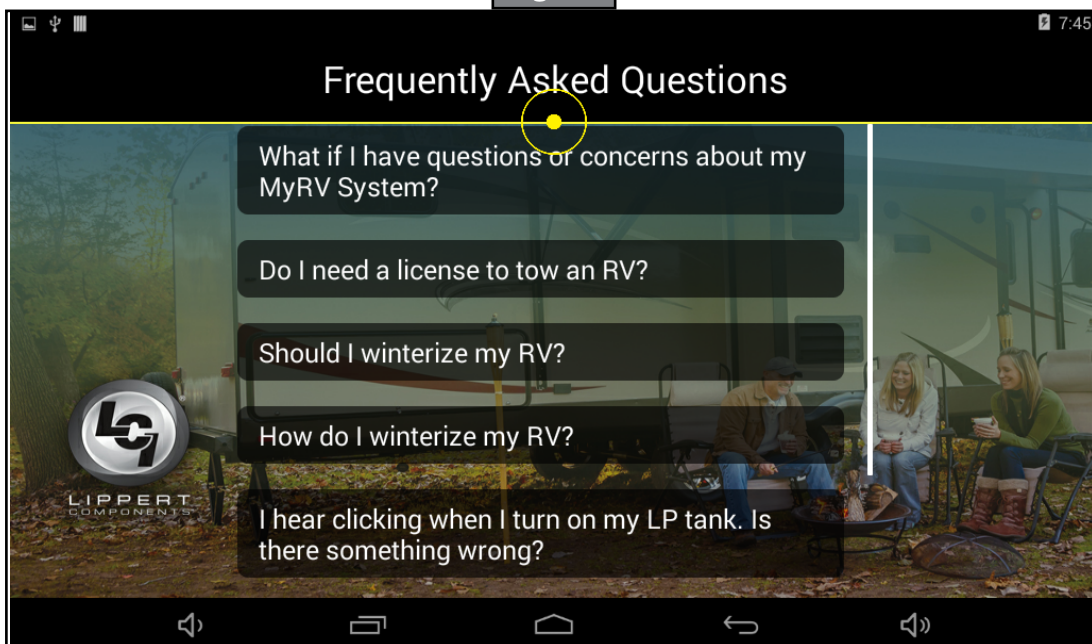 7:45
Frequently Asked Questions
What if I have questions or concerns about my
MyRV System?
Do I need a license to tow an RV?
Should I winterize my RV?
How do I winterize my RV?
LCI
LIPPERT
COMPONENTS
I hear clicking when I turn on my LP tank. Is
there something wrong?